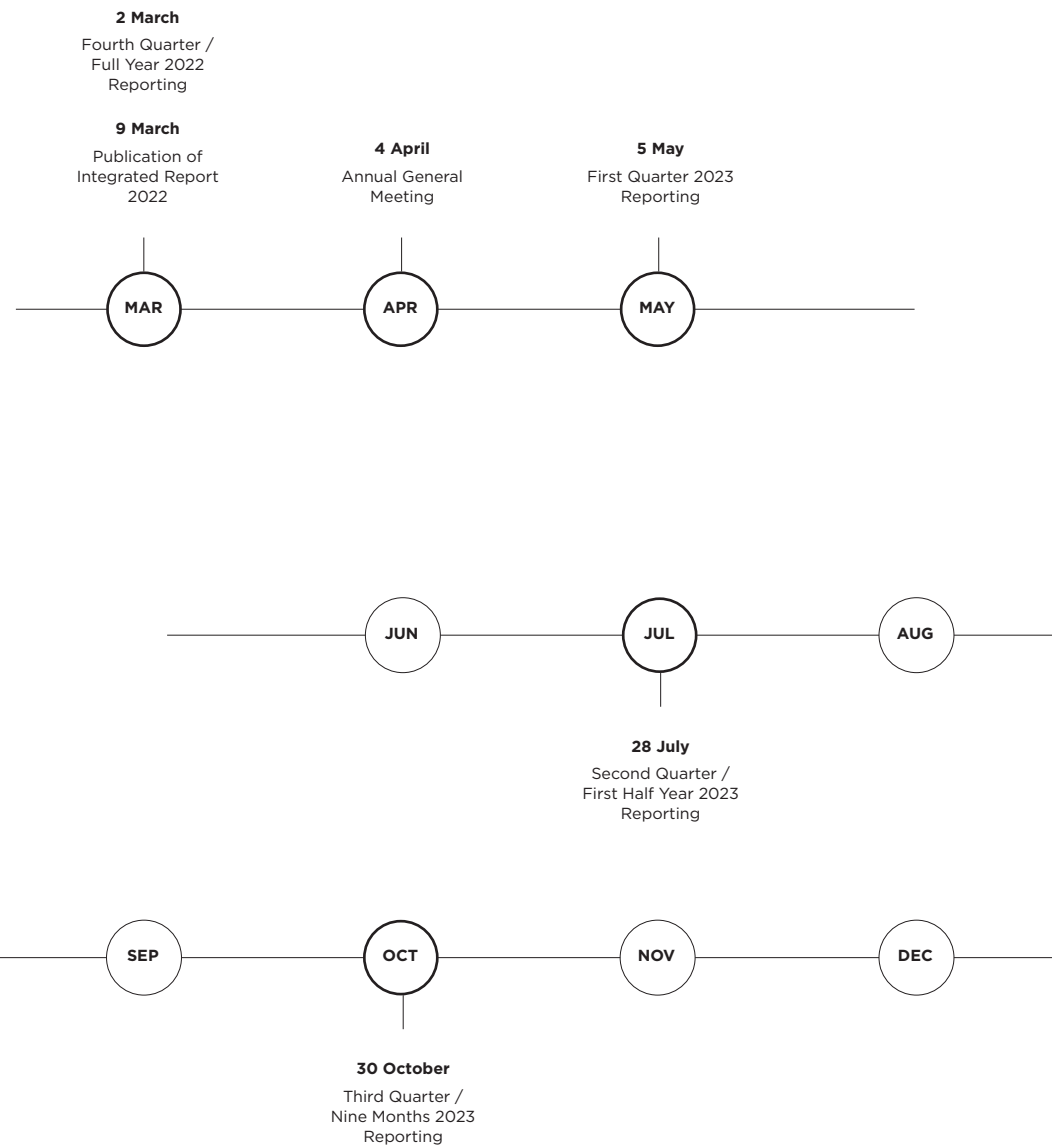 2 March
Fourth Quarter /
Full Year 2022
Reporting
9 March
Publication of
Integrated Report
2022
4 April
Annual General
Meeting
5 May
First Quarter 2023
Reporting
MAR
APR
MAY
JUN
JUL
AUG
28 July
Second Quarter /
First Half Year 2023
Reporting
SEP
OCT
NOV
DEC
30 October
Third Quarter /
Nine Months 2023
Reporting